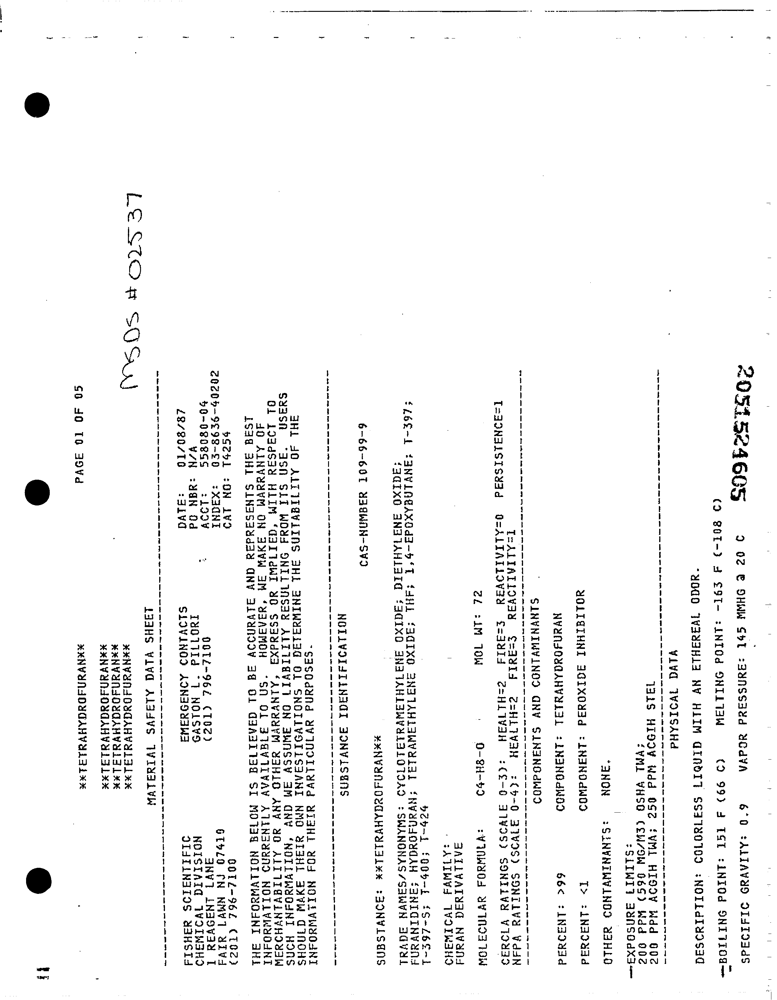 **TETRAHYDROFURAN** PAGE 01 OF 05
**TETRAHYDROFURAN**
**TETRAHYDROFURAN**
**TETRAHYDROFURAN**
MSDS # 02537
MATERIAL SAFETY DATA SHEET
FISHER SCIENTIFIC EMERGENCY CONTACTS DATE: 01/08/87
CHEMICAL DIVISION GASTON L. PILLORI PO NBR: N/A
1 REAGENT LANE (201) 796-7100 ACCT: 558080-04
FAIR LAWN NJ 07410 INDEX: 03-8636-40202
(201) 796-7100 CAT NO: T4254
THE INFORMATION BELOW IS BELIEVED TO BE ACCURATE AND REPRESENTS THE BEST
INFORMATION CURRENTLY AVAILABLE TO US. HOWEVER, WE MAKE NO WARRANTY OF
MERCHANTABILITY OR ANY OTHER WARRANTY, EXPRESS OR IMPLIED, WITH RESPECT TO
SUCH INFORMATION, AND WE ASSUME NO LIABILITY RESULTING FROM ITS USE. USERS
SHOULD MAKE THEIR OWN INVESTIGATIONS TO DETERMINE THE SUITABILITY OF THE
INFORMATION FOR THEIR PARTICULAR PURPOSES.
SUBSTANCE IDENTIFICATION
CAS-NUMBER 109-99-9
SUBSTANCE: **TETRAHYDROFURAN**
TRADE NAMES/SYNONYMS: CYCLOTETRAMETHYLENE OXIDE; DIETHYLENE OXIDE;
FURANIDINE; HYDROFURAN; TETRAMETHYLENE OXIDE; THF; 1,4-EPOXYBUTANE; T-397;
T-397-S; T-400; T-424
CHEMICAL FAMILY:
FURAN DERIVATIVE
MOLECULAR FORMULA: C4-H8-O MOL WT: 72
CERCLA RATINGS (SCALE 0-3): HEALTH=2 FIRE=3 REACTIVITY=0 PERSISTENCE=1
NFPA RATINGS (SCALE 0-4): HEALTH=2 FIRE=3 REACTIVITY=1
COMPONENTS AND CONTAMINANTS
PERCENT: >99 COMPONENT: TETRAHYDROFURAN
PERCENT: <1 COMPONENT: PEROXIDE INHIBITOR
OTHER CONTAMINANTS: NONE.
EXPOSURE LIMITS:
200 PPM (590 MG/M3) OSHA TWA;
200 PPM ACGIH TWA; 250 PPM ACGIH STEL
PHYSICAL DATA
DESCRIPTION: COLORLESS LIQUID WITH AN ETHEREAL ODOR.
BOILING POINT: 151 F (66 C) MELTING POINT: -163 F (-108 C)
SPECIFIC GRAVITY: 0.9 VAPOR PRESSURE: 145 MMHG @ 20 C
2051524605